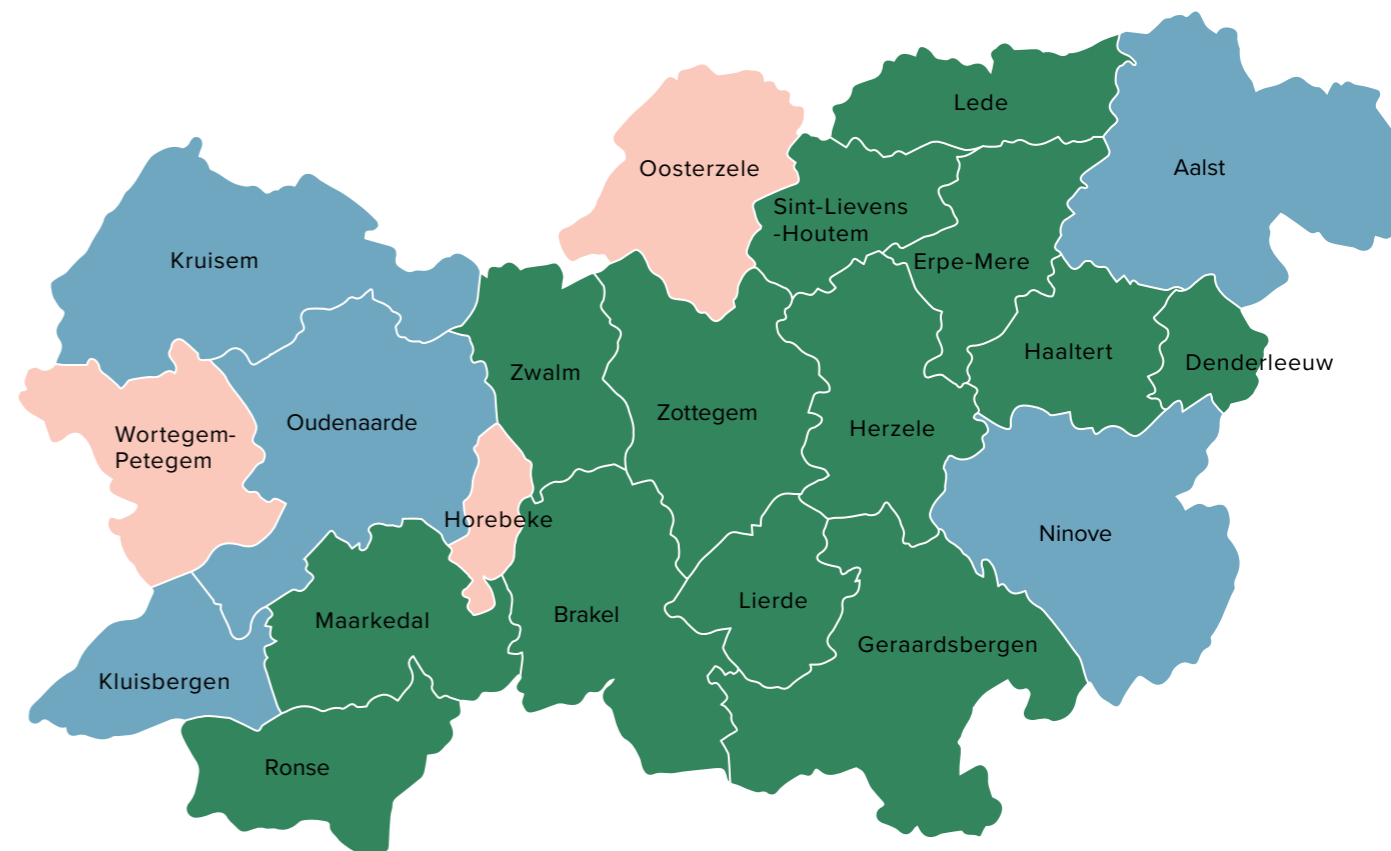 Lede
Oosterzele
Aalst
Sint-Lievens
-Houtem
Kruisem
Erpe-Mere
Haaltert
Denderleeuw
Zwalm
Zottegem
Oudenaarde
Herzele
Wortegem-
Petegem
Horebeke
Ninove
Lierde
Brakel
Maarkedal
Geraardsbergen
Kluisbergen
Ronse